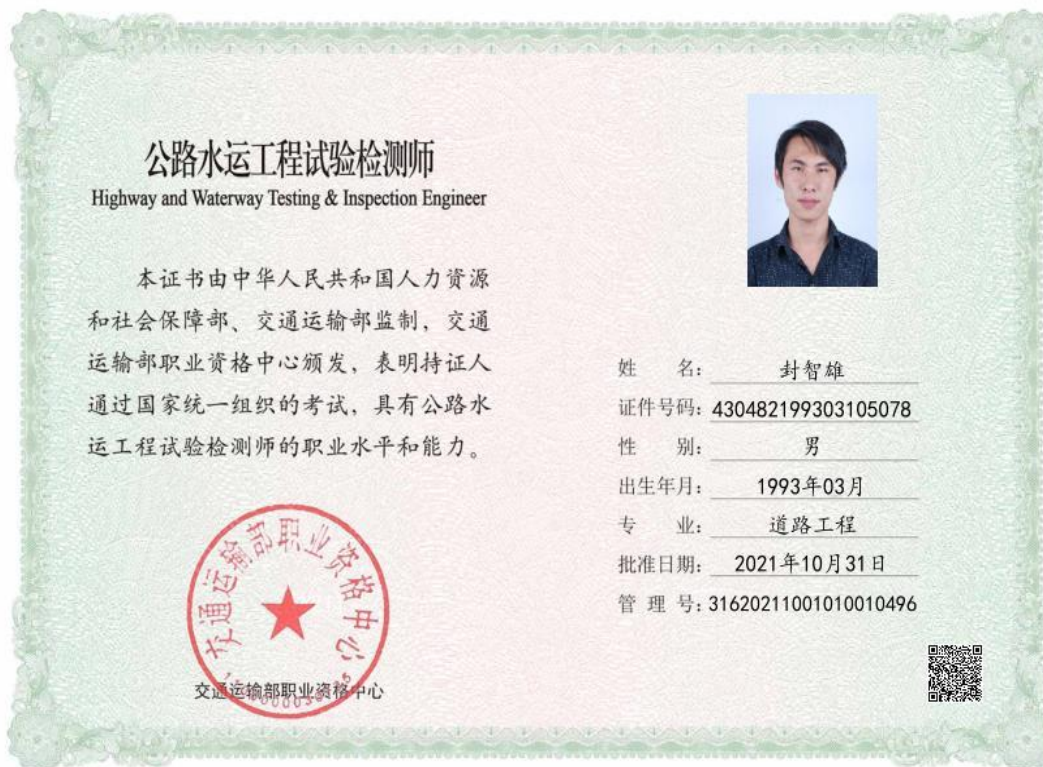 公路水运工程试验检测师
Highway and Waterway Testing & Inspection Engineer
本证书由中华人民共和国人力资源
和社会保障部、交通运输部监制，交通
运输部职业资格中心颁发，表明持证人
通过国家统一组织的考试，具有公路水
运工程试验检测师的职业水平和能力。
交通运输部职业资格中心
交通运输部职业资格中心
姓 名： 封智雄
证件号码： 430482199303105078
性 别： 男
出生年月： 1993年03月
专 业： 道路工程
批准日期： 2021年10月31日
管 理 号： 31620211001010010496